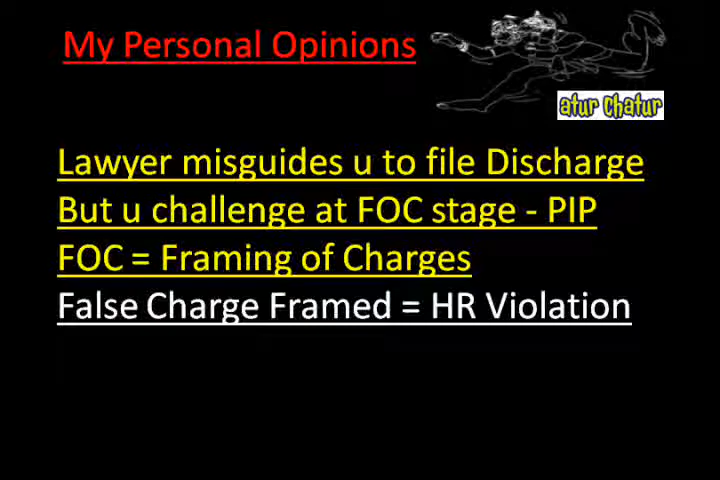 My Personal Opinions
atur chatur
Lawyer misguides u to file Discharge
But u challenge at FOC stage - PIP
FOC = Framing of Charges
False Charge Framed = HR Violation